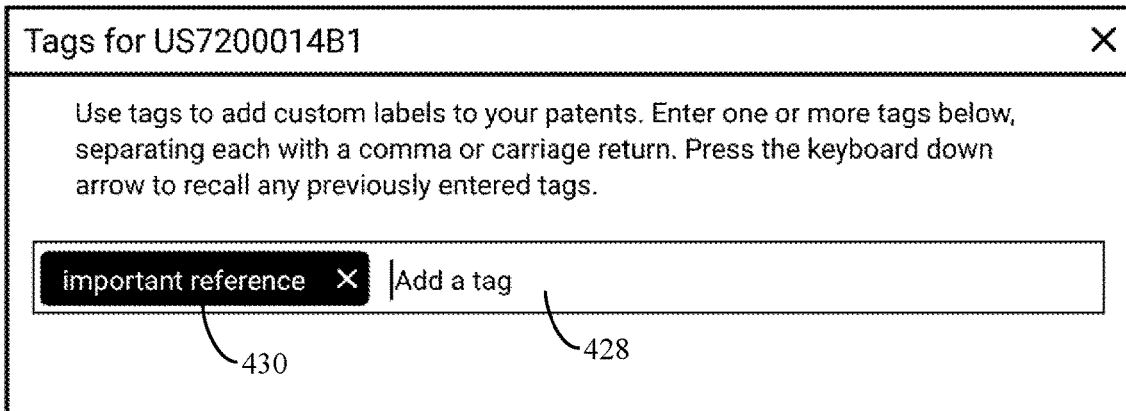 Tags for US7200014B1 ×
Use tags to add custom labels to your patents. Enter one or more tags below,
separating each with a comma or carriage return. Press the keyboard down
arrow to recall any previously entered tags.
important reference × Add a tag
430
428